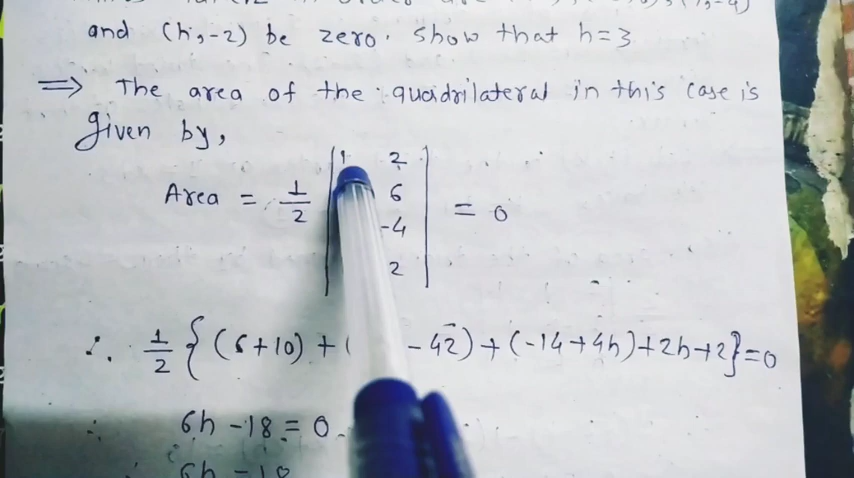 and (h, -2) be zero. show that h=3
⇒ The area of the quadrilateral in this case is
given by,
Area = 1/2 | 1 2
6
-4
2 | = 0
∴ 1/2 { (6+10) + ( -42) + (-14+4h)+2h+2}=0
∴ 6h -18 = 0